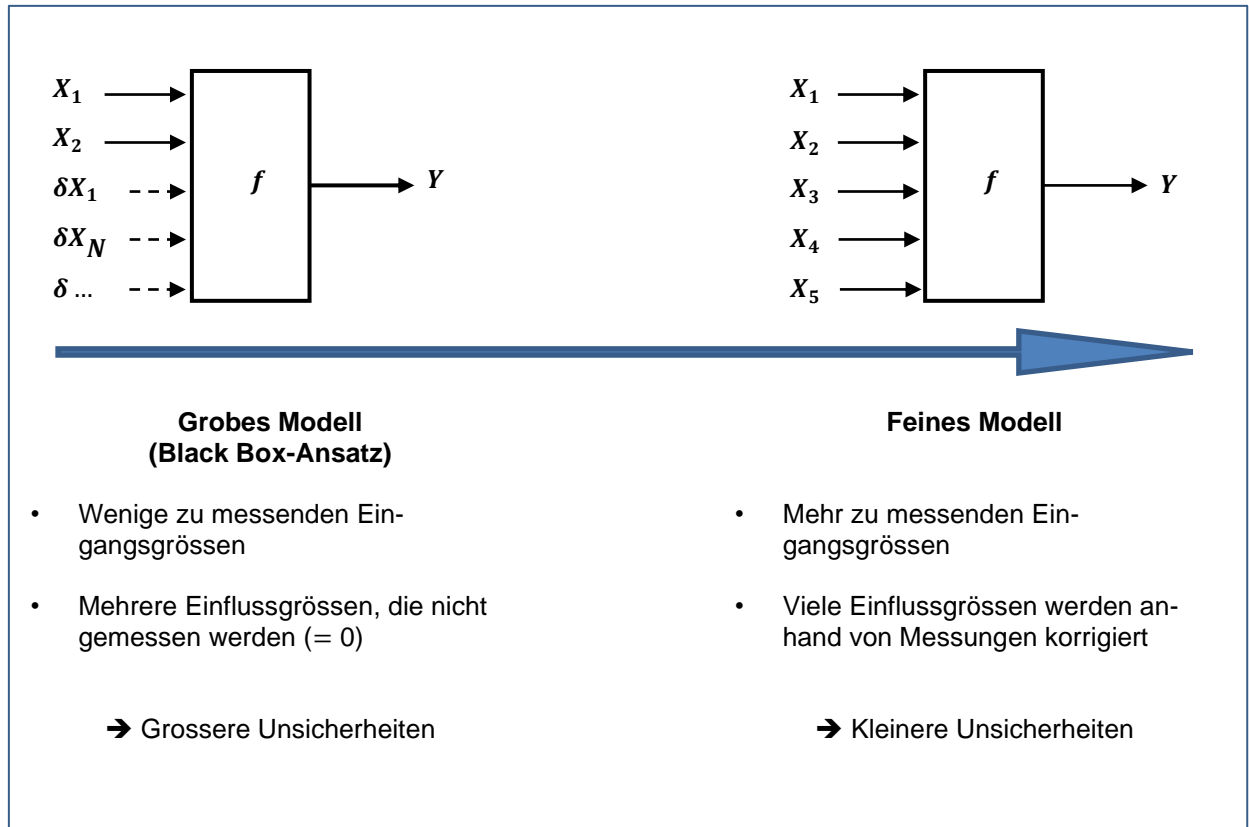 X₁
X₂
δX₁
δX_N
δ ...
f
Y
X₁
X₂
X₃
X₄
X₅
f
Y
Grobes Modell
(Black Box-Ansatz)
• Wenige zu messenden Ein-
gangsgrössen
• Mehrere Einflussgrössen, die nicht
gemessen werden (= 0)
➔ Grossere Unsicherheiten
Feines Modell
• Mehr zu messenden Ein-
gangsgrössen
• Viele Einflussgrössen werden an-
hand von Messungen korrigiert
➔ Kleinere Unsicherheiten